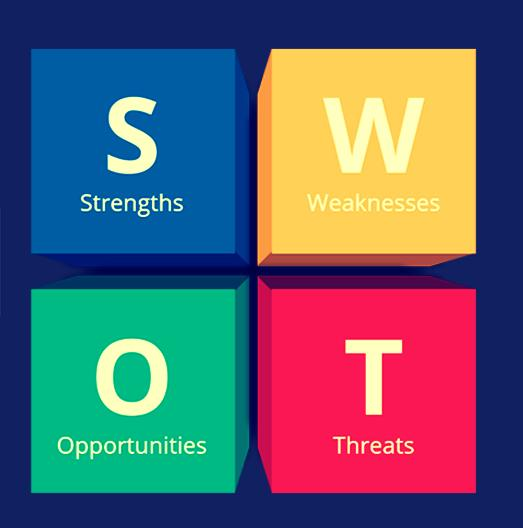 S
Strengths
W
Weaknesses
O
Opportunities
T
Threats